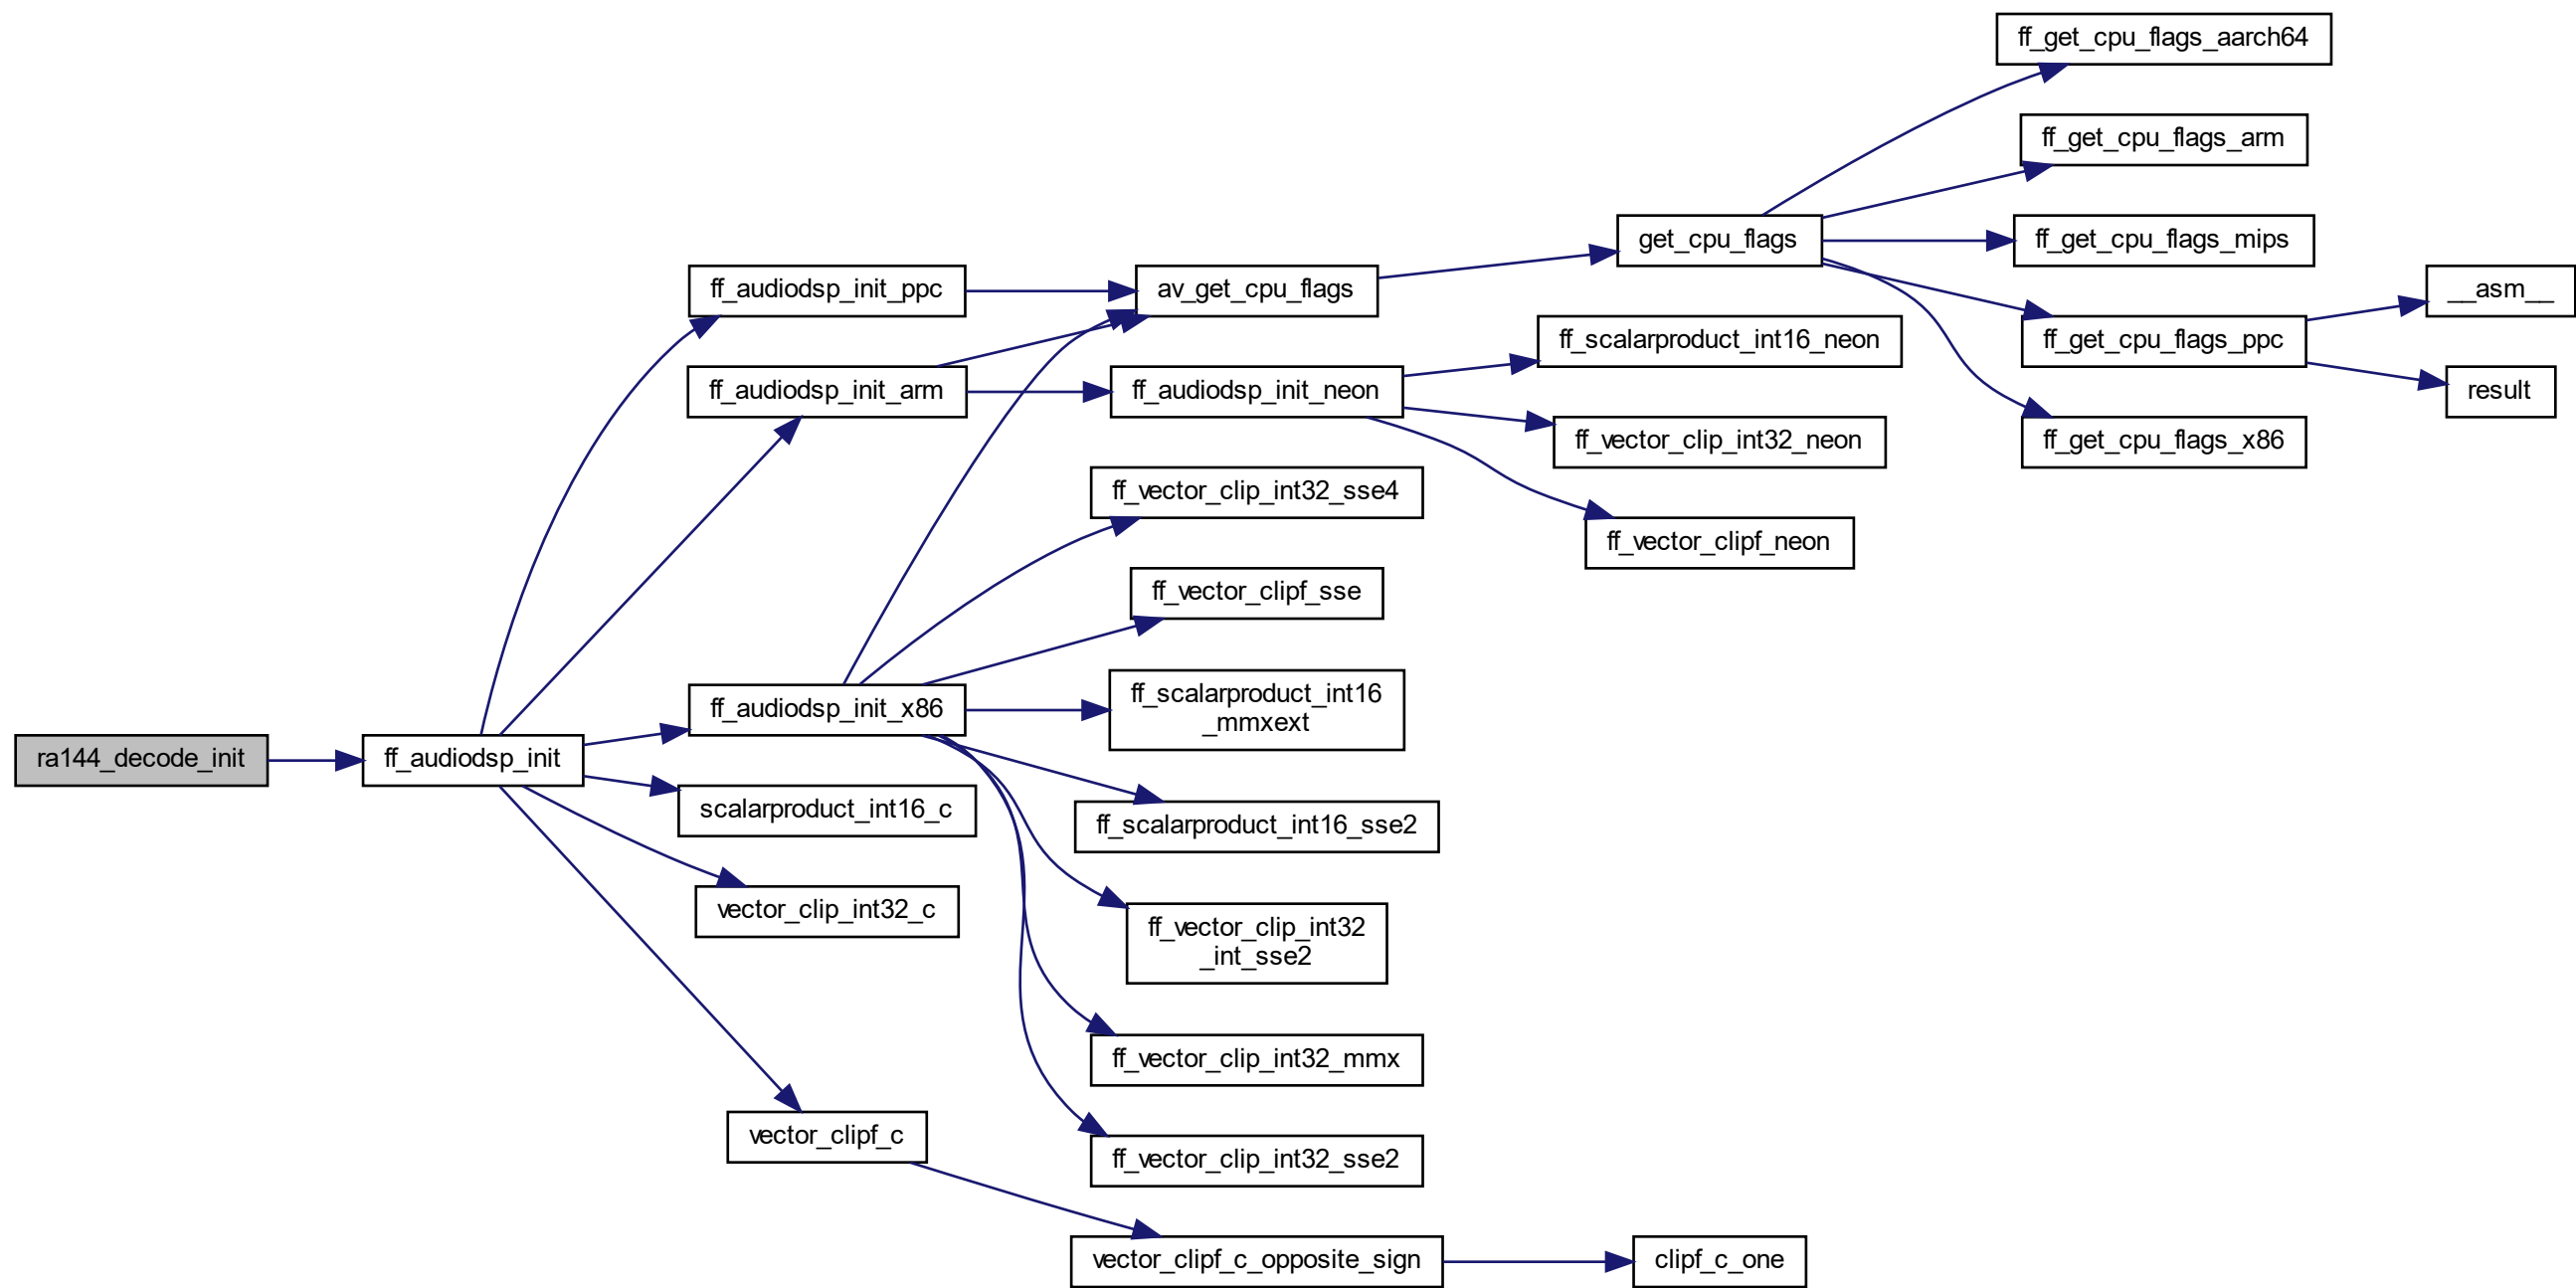 ff_get_cpu_flags_aarch64
ff_get_cpu_flags_arm
get_cpu_flags
ff_get_cpu_flags_mips
ff_audiodsp_init_ppc
av_get_cpu_flags
__asm__
ff_scalarproduct_int16_neon
ff_get_cpu_flags_ppc
ff_audiodsp_init_arm
ff_audiodsp_init_neon
result
ff_vector_clip_int32_neon
ff_get_cpu_flags_x86
ff_vector_clip_int32_sse4
ff_vector_clipf_neon
ff_vector_clipf_sse
ff_audiodsp_init_x86
ff_scalarproduct_int16
_mmxext
ra144_decode_init
ff_audiodsp_init
scalarproduct_int16_c
ff_scalarproduct_int16_sse2
vector_clip_int32_c
ff_vector_clip_int32
_int_sse2
ff_vector_clip_int32_mmx
vector_clipf_c
ff_vector_clip_int32_sse2
vector_clipf_c_opposite_sign
clipf_c_one